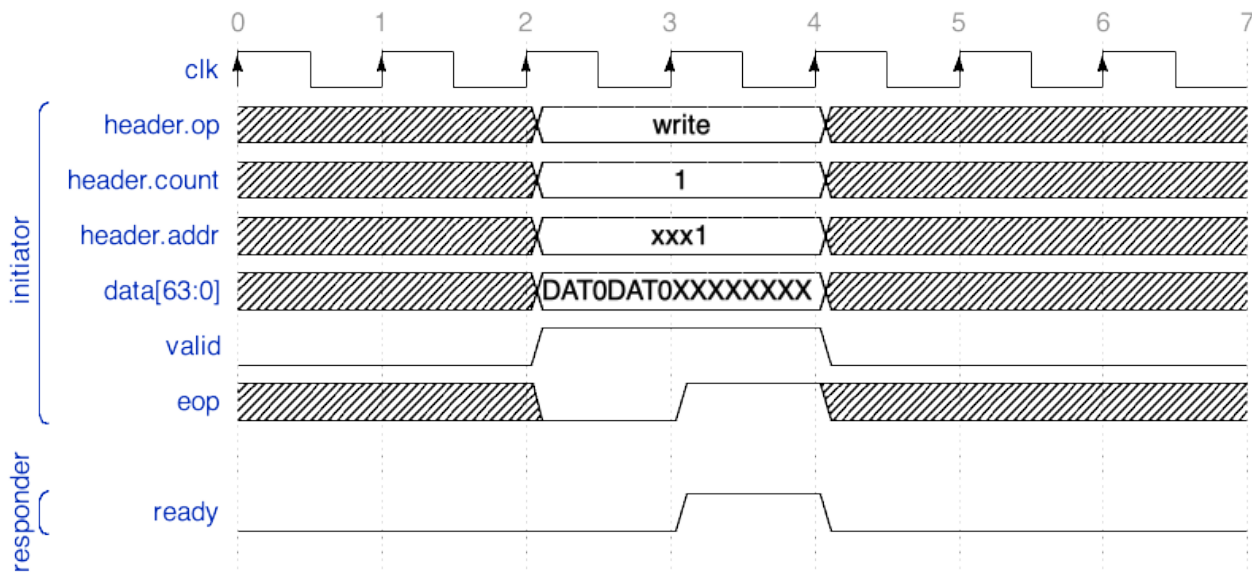 0 1 2 3 4 5 6 7
clk
header.op write
header.count 1
header.addr xxx1
data[63:0] DAT0DAT0XXXXXXXX
valid
eop
initiator
ready
responder